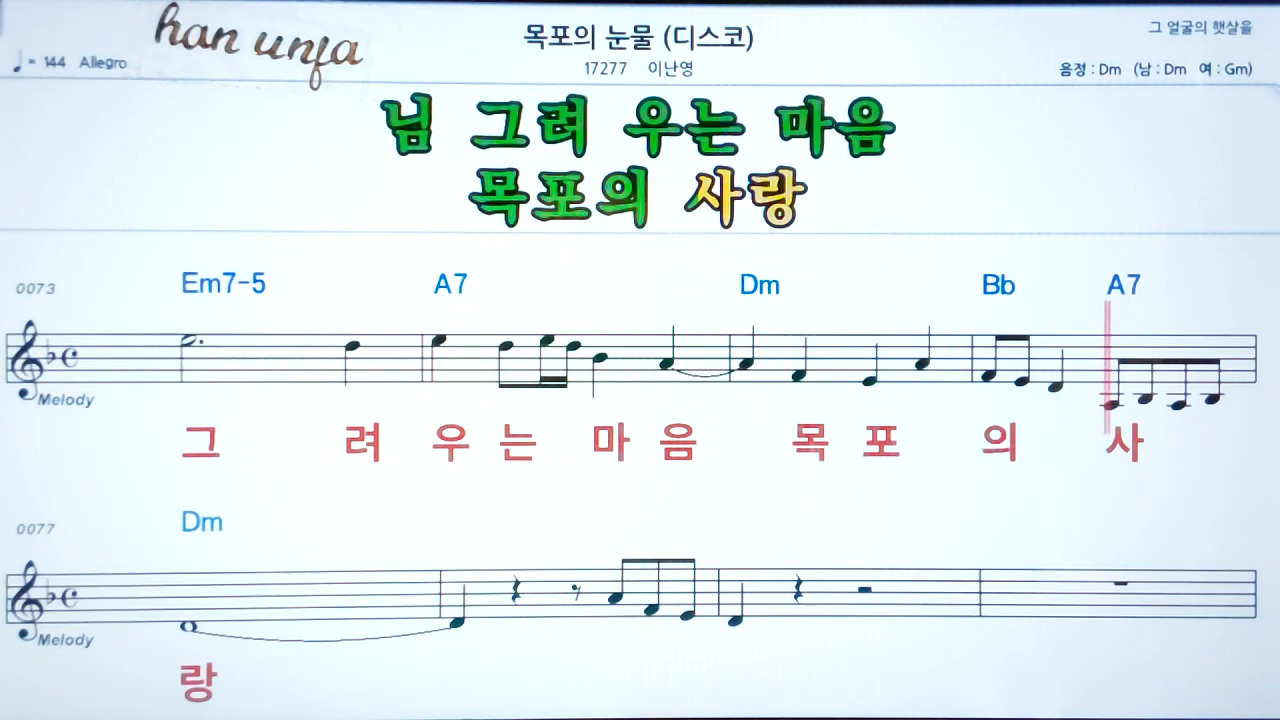 han unfa
목포의 눈물 (디스코)
그 얼굴의 햇살을
♩= 144 Allegro
17277 이난영
음정 : Dm (남 : Dm 여 : Gm)
님 그려 우는 마음
목포의 사랑
0073
Em7-5 A7 Dm Bb A7
Melody
그 려 우 는 마 음 목 포 의 사
0077
Dm
Melody
랑